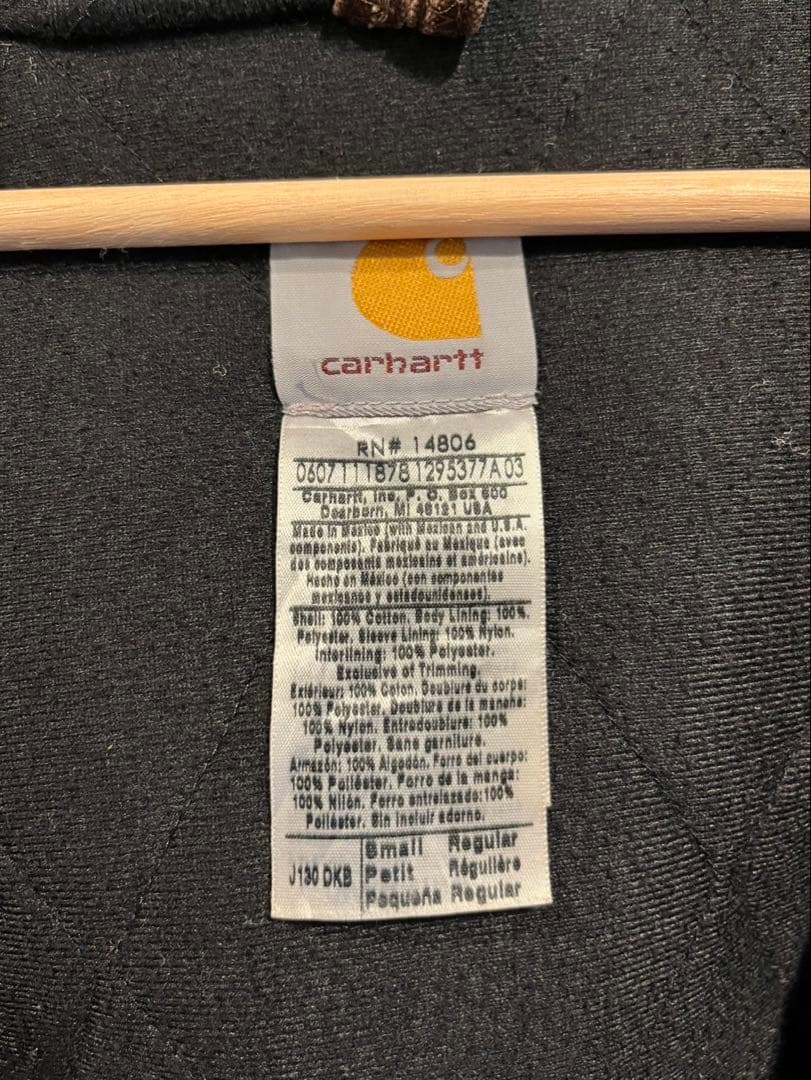 carhartt
RN# 14806
0607111878 1295377A 03
Carhartt, Inc, P. O. Box 600
Dearborn, MI 48121 USA
Made in Mexico (with Mexican and U.S.A.
components). Fabriqué au Mexique (avec
des composants mexicains et américains).
Hecho en México (con componentes
mexicanos y estadounidenses).
Shell: 100% Cotton. Body Lining: 100%
Polyester. Sleeve Lining: 100% Nylon.
Interlining: 100% Polyester.
Exclusive of Trimming.
Extérieur: 100% Coton. Doublure du corps:
100% Polyester. Doublure de la manche:
100% Nylon. Entredoublure: 100%
Polyester. Sans garniture.
Armazón: 100% Algodón. Forro del cuerpo:
100% Poliéster. Forro de la manga:
100% Nilón. Forro entrelazado: 100%
Poliéster. Sin incluir adorno.
J130 DKB
Small Regular
Petit Régulière
Pequeña Regular